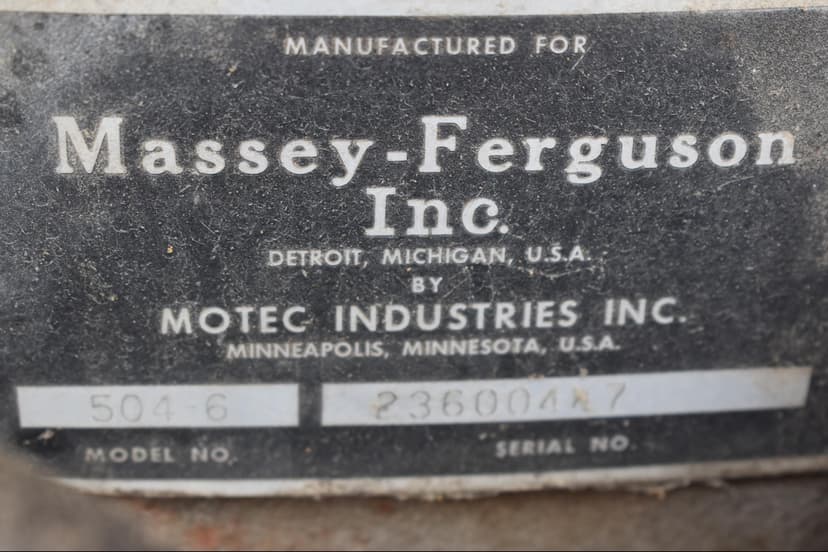 MANUFACTURED FOR
Massey-Ferguson
Inc.
DETROIT, MICHIGAN, U.S.A.
BY
MOTEC INDUSTRIES INC.
MINNEAPOLIS, MINNESOTA, U.S.A.
504-6
MODEL NO. SERIAL NO.